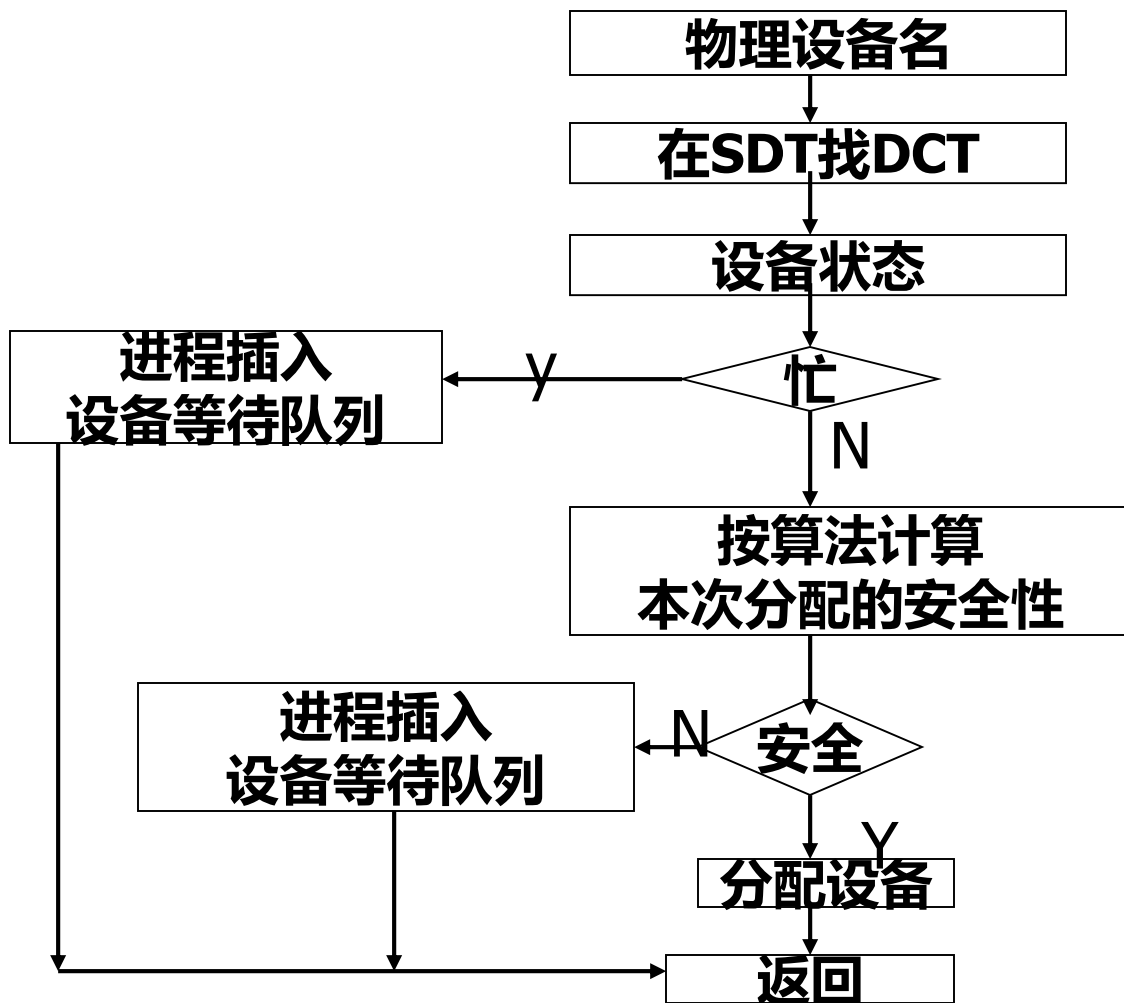 物理设备名
在SDT找DCT
设备状态
忙
y
进程插入
设备等待队列
N
按算法计算
本次分配的安全性
安全
N
进程插入
设备等待队列
Y
分配设备
返回